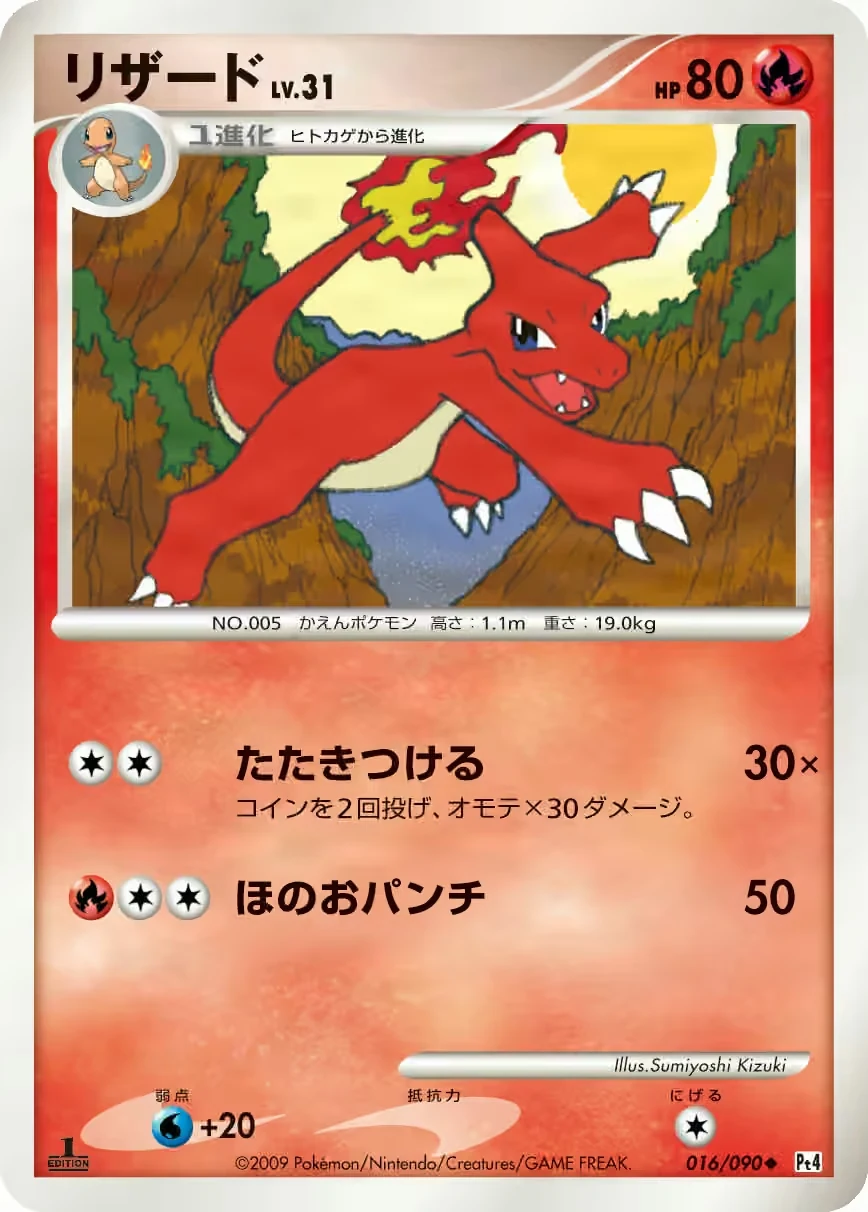 リザード LV.31 HP 80
1進化 ヒトカゲから進化
NO.005 かえんポケモン 高さ：1.1m 重さ：19.0kg
たたきつける 30×
コインを2回投げ、オモテ×30ダメージ。
ほのおパンチ 50
Illus.Sumiyoshi Kizuki
弱点 抵抗力 にげる
+20
1 EDITION
©2009 Pokémon/Nintendo/Creatures/GAME FREAK. 016/090◆ Pt4